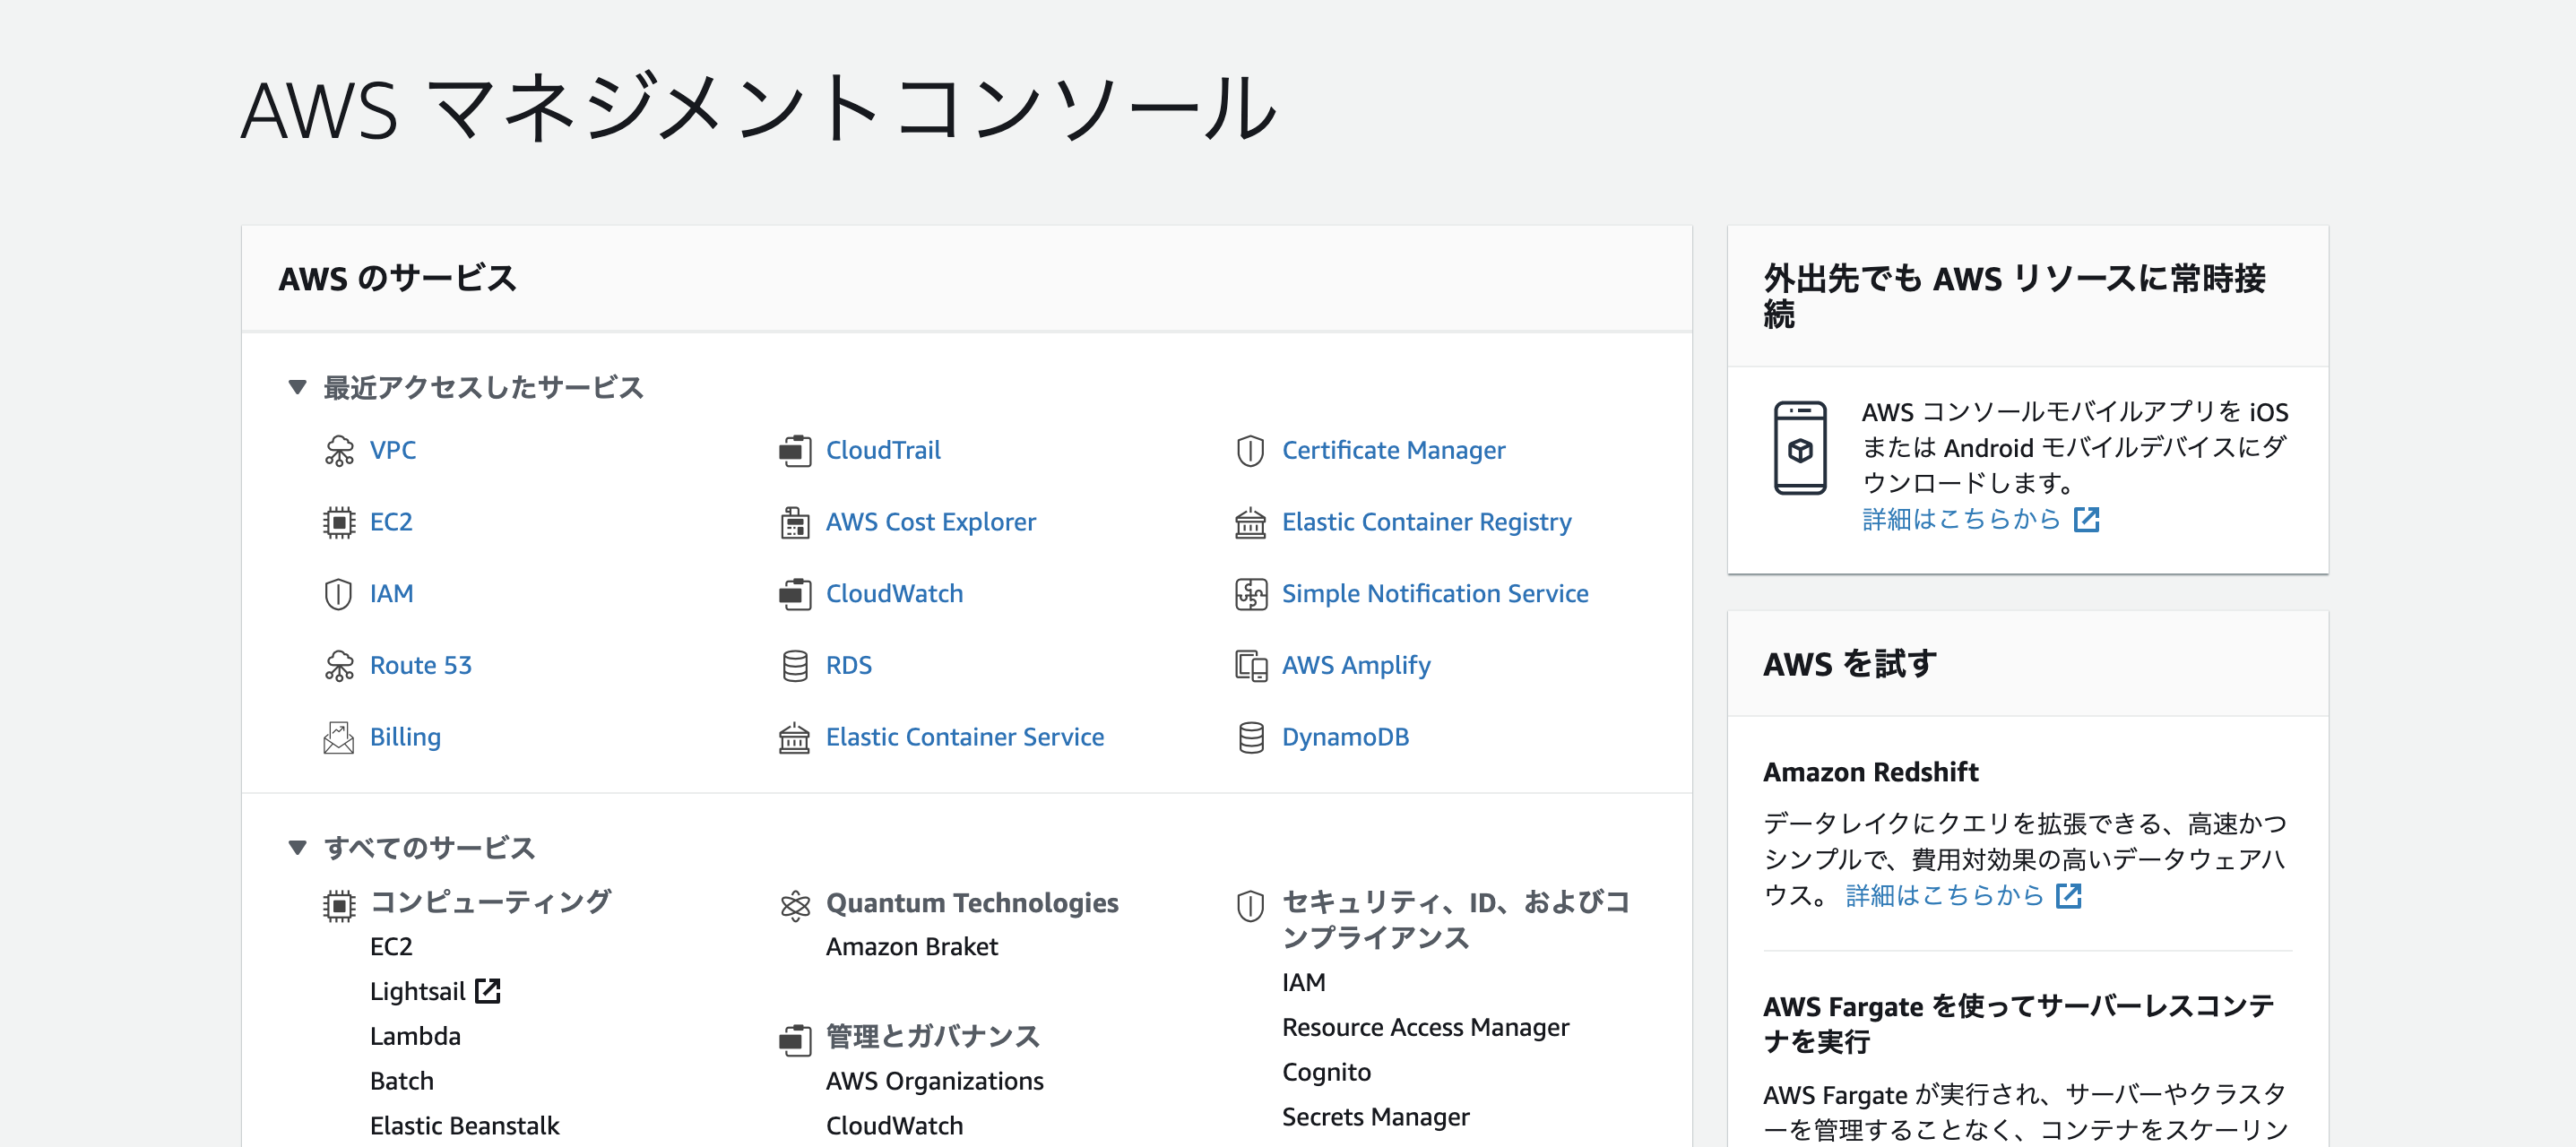 AWS マネジメントコンソール
AWS のサービス
最近アクセスしたサービス
VPC
EC2
IAM
Route 53
Billing
CloudTrail
AWS Cost Explorer
CloudWatch
RDS
Elastic Container Service
Certificate Manager
Elastic Container Registry
Simple Notification Service
AWS Amplify
DynamoDB
すべてのサービス
コンピューティング
EC2
Lightsail
Lambda
Batch
Elastic Beanstalk
Quantum Technologies
Amazon Braket
管理とガバナンス
AWS Organizations
CloudWatch
セキュリティ、ID、およびコ
ンプライアンス
IAM
Resource Access Manager
Cognito
Secrets Manager
外出先でも AWS リソースに常時接
続
AWS コンソールモバイルアプリを iOS
または Android モバイルデバイスにダ
ウンロードします。
詳細はこちらから
AWS を試す
Amazon Redshift
データレイクにクエリを拡張できる、高速かつ
シンプルで、費用対効果の高いデータウェアハ
ウス。 詳細はこちらから
AWS Fargate を使ってサーバーレスコンテ
ナを実行
AWS Fargate が実行され、サーバーやクラスタ
ーを管理することなく、コンテナをスケーリン